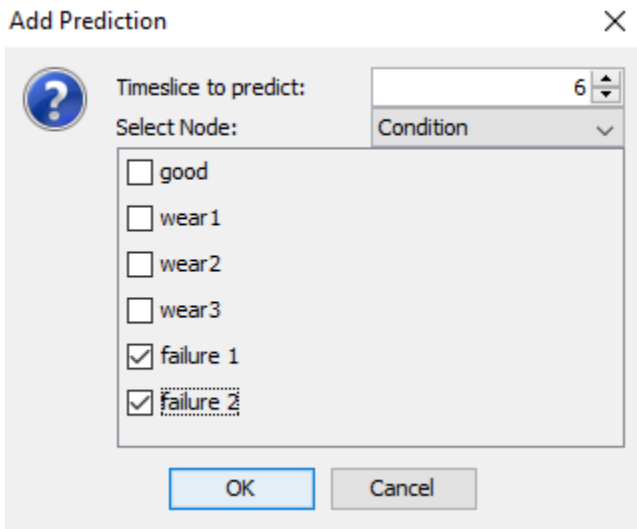 Add Prediction
Timeslice to predict: 6
Select Node: Condition
good
wear1
wear2
wear3
failure 1
failure 2
OK Cancel